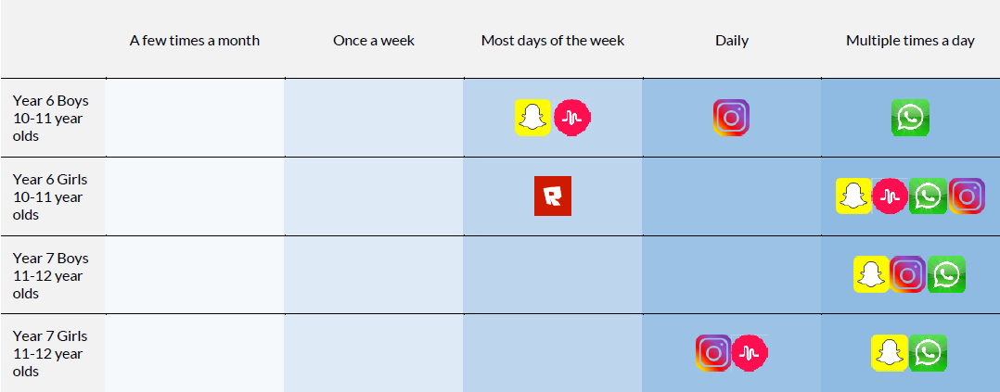 A few times a month
Once a week
Most days of the week
Daily
Multiple times a day
Year 6 Boys
10-11 year
olds
Year 6 Girls
10-11 year
olds
Year 7 Boys
11-12 year
olds
Year 7 Girls
11-12 year
olds